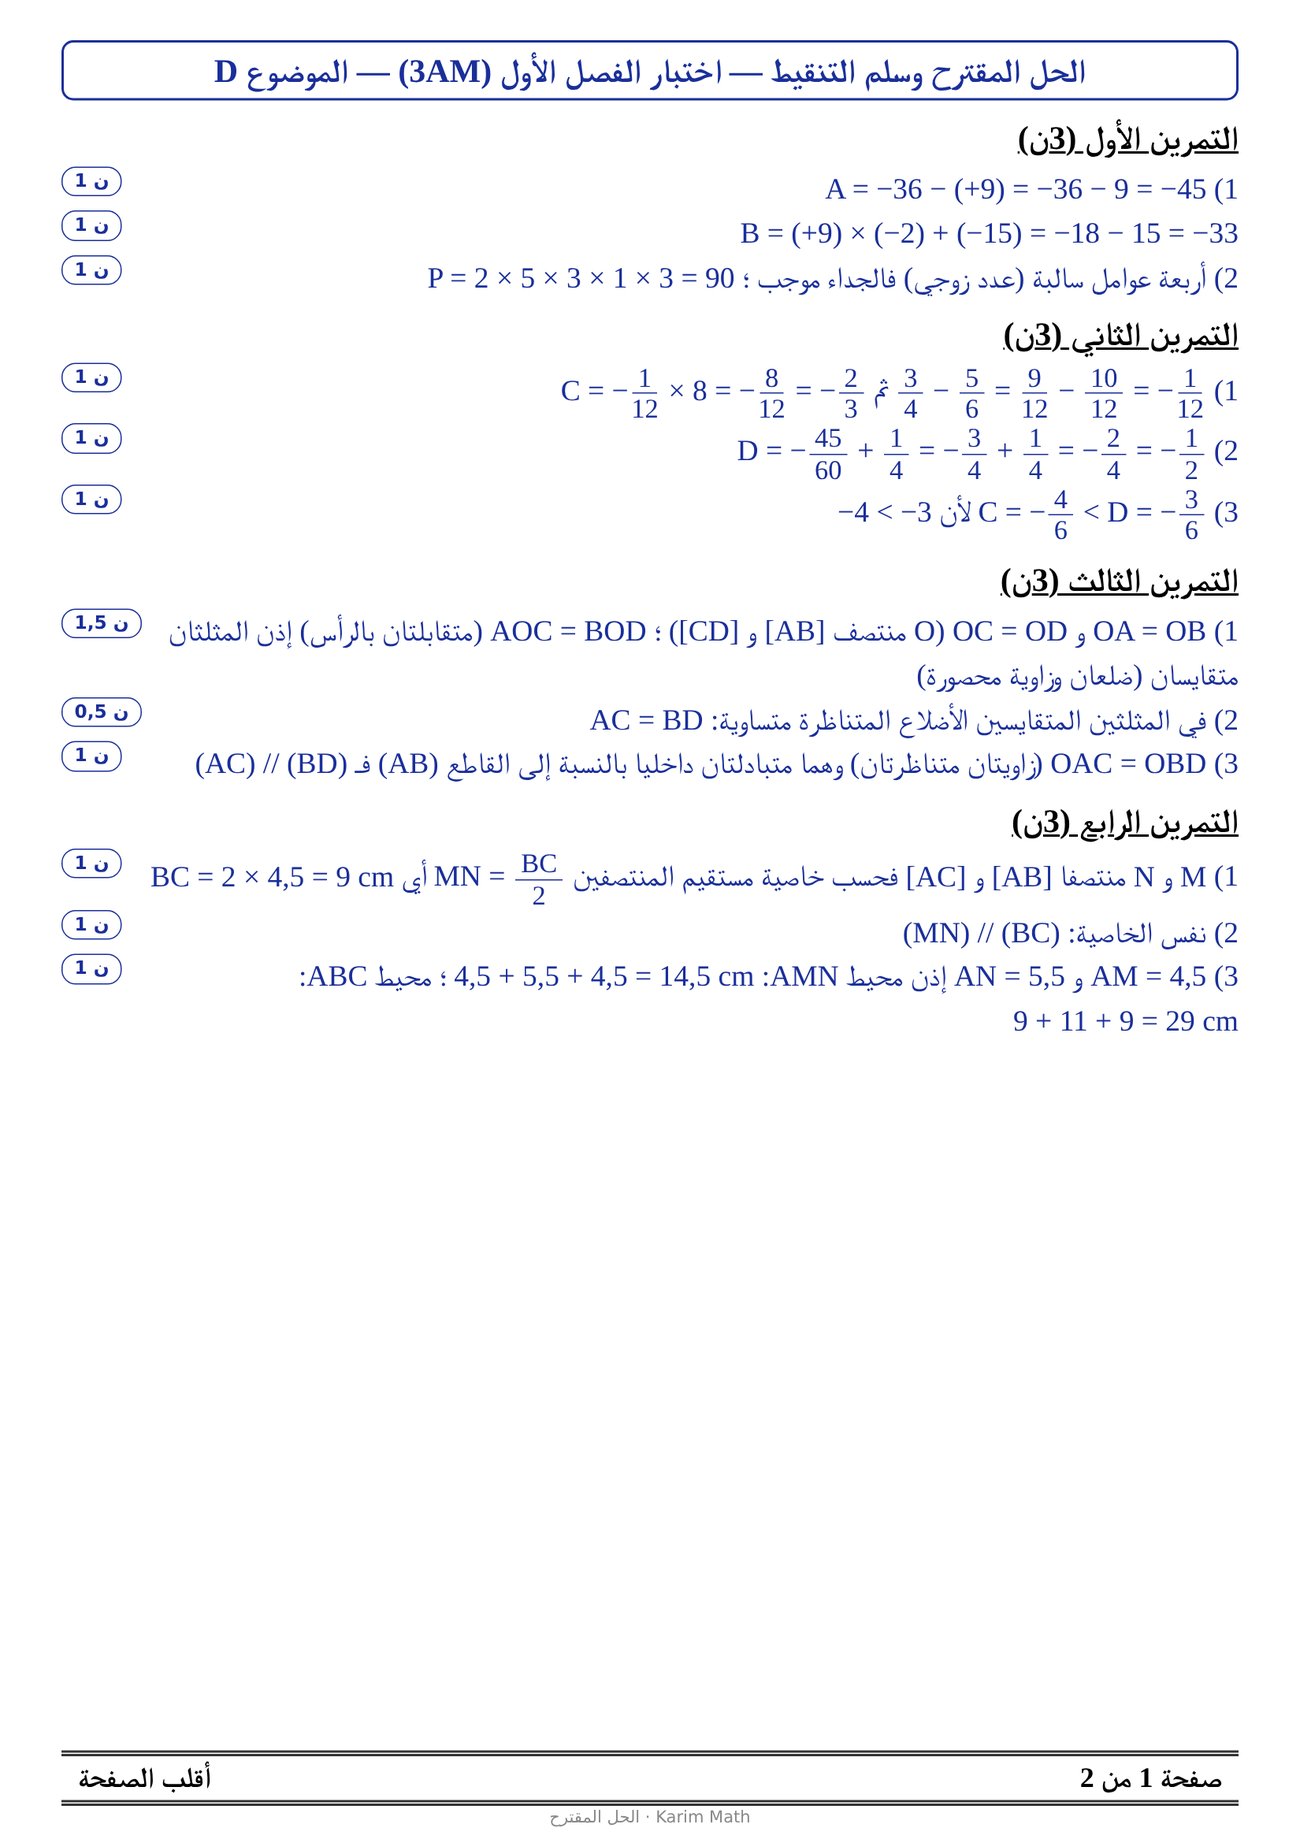 الحل المقترح وسلم التنقيط — اختبار الفصل الأول (3AM) — الموضوع D
التمرين الأول (3ن)
1) A = −36 − (+9) = −36 − 9 = −45 1 ن
B = (+9) × (−2) + (−15) = −18 − 15 = −33 1 ن
2) أربعة عوامل سالبة (عدد زوجي) فالجداء موجب ؛ P = 2 × 5 × 3 × 1 × 3 = 90 1 ن
التمرين الثاني (3ن)
1) 3/4 − 5/6 = 9/12 − 10/12 = −1/12 ثم C = −1/12 × 8 = −8/12 = −2/3 1 ن
2) D = −45/60 + 1/4 = −3/4 + 1/4 = −2/4 = −1/2 1 ن
3) C = −4/6 < D = −3/6 لأن −4 < −3 1 ن
التمرين الثالث (3ن)
1) OA = OB و OC = OD (O منتصف [AB] و [CD]) ؛ AOC = BOD (متقابلتان بالرأس) إذن المثلثان 1,5 ن
متقايسان (ضلعان وزاوية محصورة)
2) في المثلثين المتقايسين الأضلاع المتناظرة متساوية: AC = BD 0,5 ن
3) OAC = OBD (زاويتان متناظرتان) وهما متبادلتان داخليا بالنسبة إلى القاطع (AB) فـ (AC) // (BD) 1 ن
التمرين الرابع (3ن)
1) M و N منتصفا [AB] و [AC] فحسب خاصية مستقيم المنتصفين MN = BC/2 أي BC = 2 × 4,5 = 9 cm 1 ن
2) نفس الخاصية: (MN) // (BC) 1 ن
3) AM = 4,5 و AN = 5,5 إذن محيط AMN: 4,5 + 5,5 + 4,5 = 14,5 cm ؛ محيط ABC: 1 ن
9 + 11 + 9 = 29 cm
صفحة 1 من 2 أقلب الصفحة
Karim Math · الحل المقترح